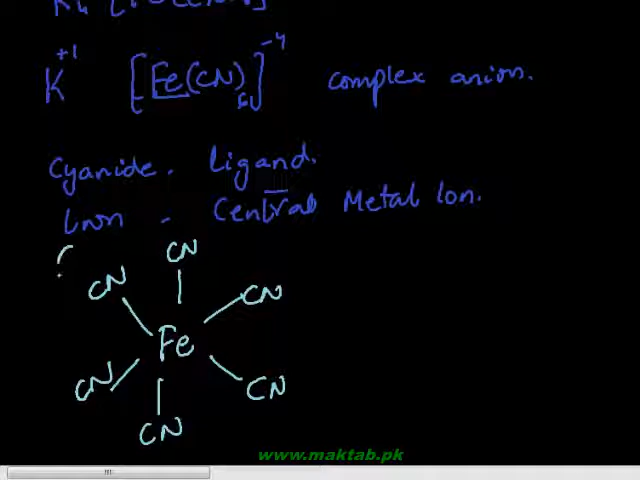 K +1 [Fe(CN)6]-4 complex anion.
Cyanide. Ligand.
Iron - Central Metal Ion.
CN
CN
CN
Fe
CN
CN
CN
www.maktab.pk